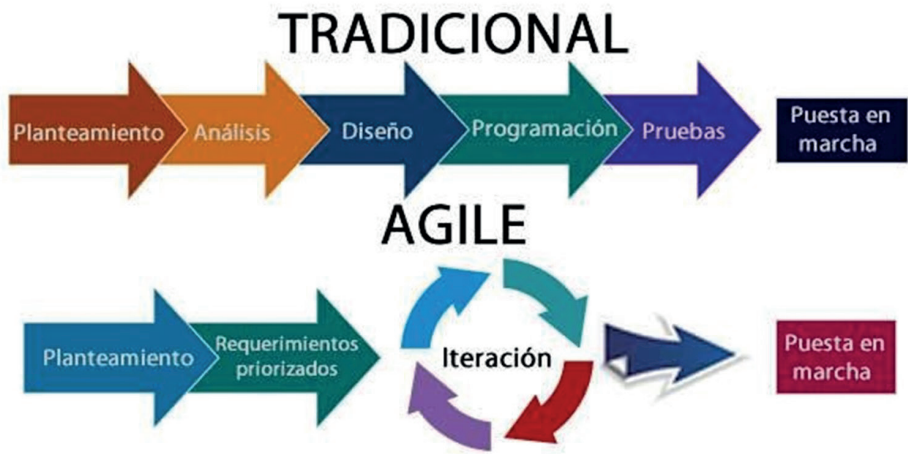 TRADICIONAL
Planteamiento
Análisis
Diseño
Programación
Pruebas
Puesta en
marcha
AGILE
Planteamiento
Requerimientos
priorizados
Iteración
Puesta en
marcha